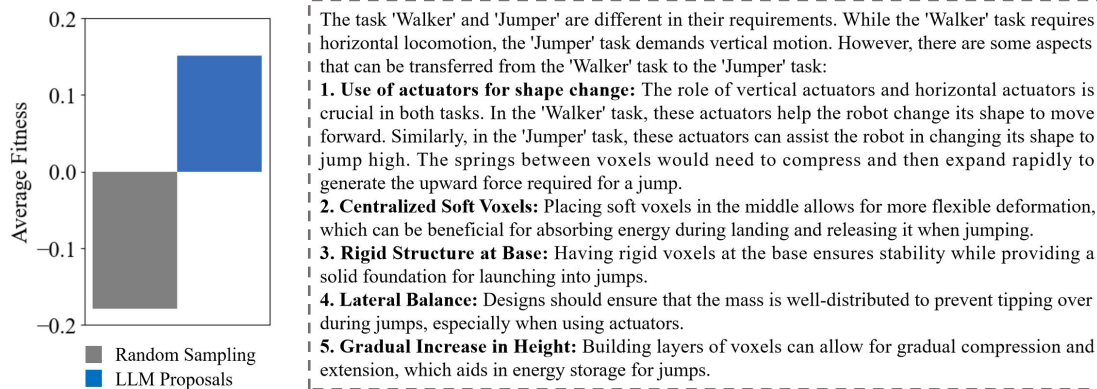 0.2
0.1
0.0
−0.1
−0.2
Average Fitness
Random Sampling
LLM Proposals
The task 'Walker' and 'Jumper' are different in their requirements. While the 'Walker' task requires
horizontal locomotion, the 'Jumper' task demands vertical motion. However, there are some aspects
that can be transferred from the 'Walker' task to the 'Jumper' task:
1. Use of actuators for shape change: The role of vertical actuators and horizontal actuators is
crucial in both tasks. In the 'Walker' task, these actuators help the robot change its shape to move
forward. Similarly, in the 'Jumper' task, these actuators can assist the robot in changing its shape to
jump high. The springs between voxels would need to compress and then expand rapidly to
generate the upward force required for a jump.
2. Centralized Soft Voxels: Placing soft voxels in the middle allows for more flexible deformation,
which can be beneficial for absorbing energy during landing and releasing it when jumping.
3. Rigid Structure at Base: Having rigid voxels at the base ensures stability while providing a
solid foundation for launching into jumps.
4. Lateral Balance: Designs should ensure that the mass is well-distributed to prevent tipping over
during jumps, especially when using actuators.
5. Gradual Increase in Height: Building layers of voxels can allow for gradual compression and
extension, which aids in energy storage for jumps.